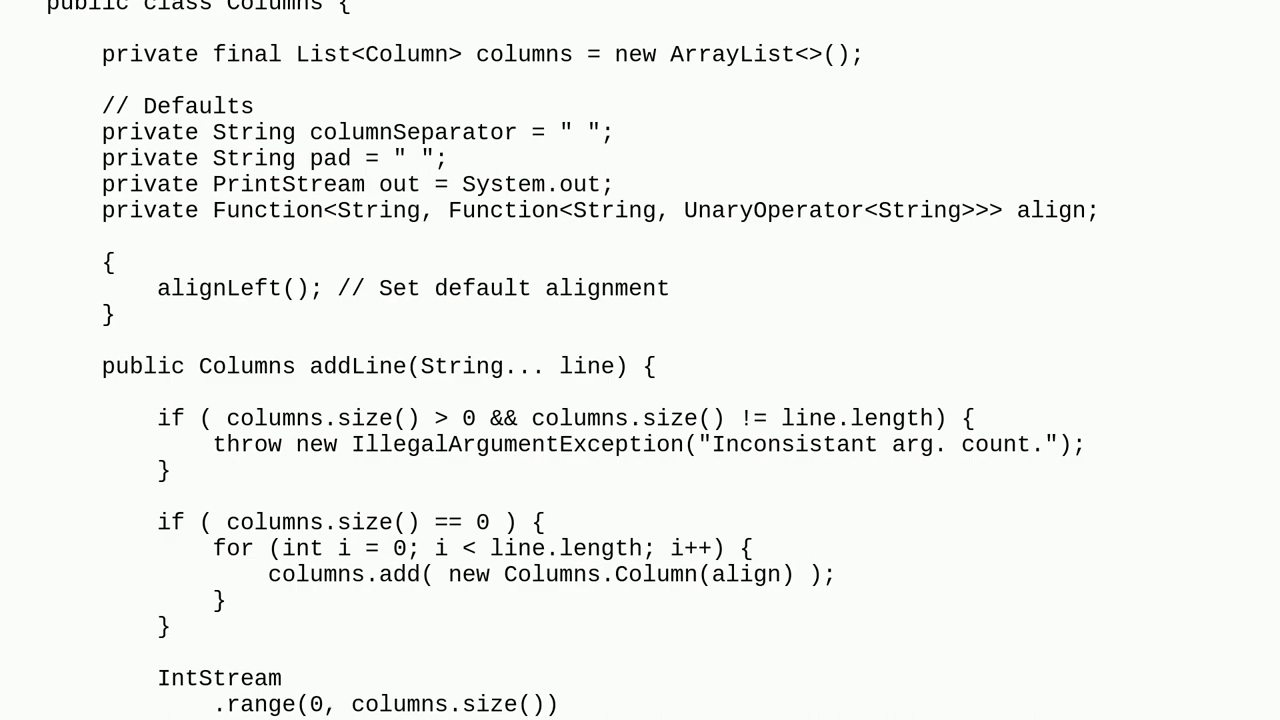 public class Columns {
private final List<Column> columns = new ArrayList<>();
// Defaults
private String columnSeparator = " ";
private String pad = " ";
private PrintStream out = System.out;
private Function<String, Function<String, UnaryOperator<String>>> align;
{
alignLeft(); // Set default alignment
}
public Columns addLine(String... line) {
if ( columns.size() > 0 && columns.size() != line.length) {
throw new IllegalArgumentException("Inconsistant arg. count.");
}
if ( columns.size() == 0 ) {
for (int i = 0; i < line.length; i++) {
columns.add( new Columns.Column(align) );
}
}
IntStream
.range(0, columns.size())